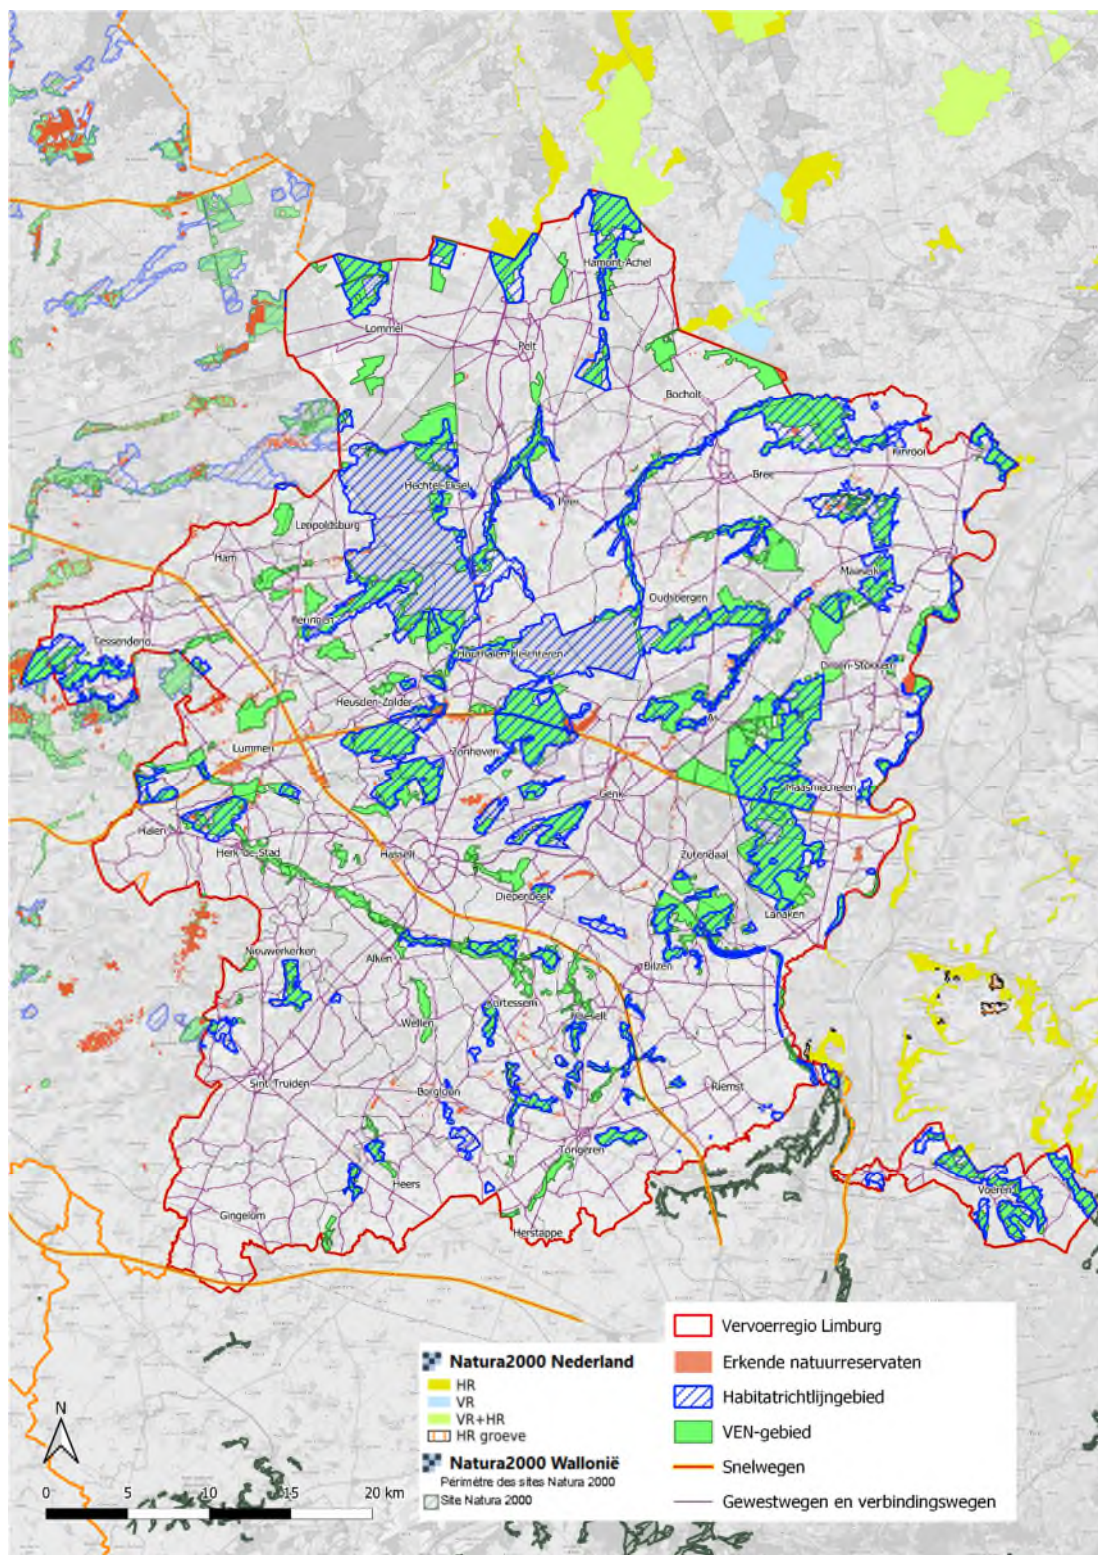 Hamont-Achel
Lommel
Pelt
Bocholt
Kinrooi
Hechtel-Eksel
Bree
Peer
Leopoldsburg
Ham
Maaseik
Oudsbergen
Beringen
Tessenderlo
Houthalen-Helchteren
Dilsen-Stokkem
Heusden-Zolder
As
Lummen
Zonhoven
Maasmechelen
Genk
Halen
Herk-de-Stad
Hasselt
Zutendaal
Diepenbeek
Lanaken
Nieuwerkerken
Alken
Bilzen
Kortessem
Hoeselt
Wellen
Sint-Truiden
Borgloon
Riemst
Tongeren
Heers
Voeren
Gingelom
Herstappe
Natura2000 Nederland
HR
VR
VR+HR
HR groeve
Natura2000 Wallonië
Périmètre des sites Natura 2000
Site Natura 2000
Vervoerregio Limburg
Erkende natuurreservaten
Habitatrichtlijngebied
VEN-gebied
Snelwegen
Gewestwegen en verbindingswegen
N
0 5 10 15 20 km